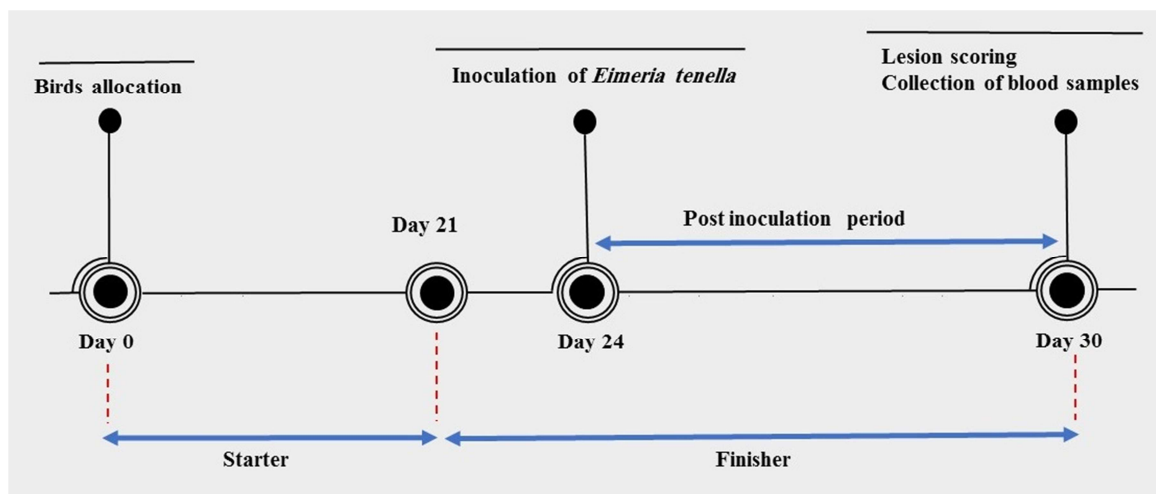 Birds allocation
Inoculation of Eimeria tenella
Lesion scoring
Collection of blood samples
Day 21
Post inoculation period
Day 0
Day 24
Day 30
Starter
Finisher